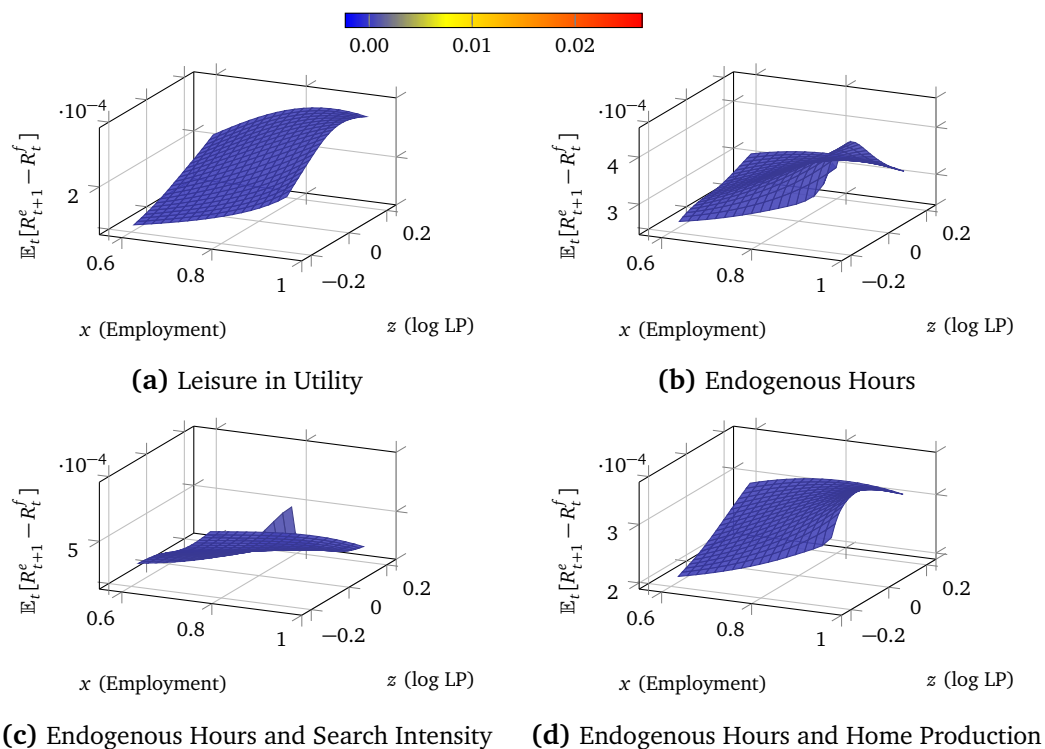 0.00 0.01 0.02
·10⁻⁴
2
𝔼ₜ[Rᵉₜ₊₁ − Rᶠₜ]
0.6 0.8 1
−0.2 0 0.2
x (Employment)
z (log LP)
(a) Leisure in Utility
·10⁻⁴
4
3
𝔼ₜ[Rᵉₜ₊₁ − Rᶠₜ]
0.6 0.8 1
−0.2 0 0.2
x (Employment)
z (log LP)
(b) Endogenous Hours
·10⁻⁴
5
𝔼ₜ[Rᵉₜ₊₁ − Rᶠₜ]
0.6 0.8 1
−0.2 0 0.2
x (Employment)
z (log LP)
(c) Endogenous Hours and Search Intensity
·10⁻⁴
3
2
𝔼ₜ[Rᵉₜ₊₁ − Rᶠₜ]
0.6 0.8 1
−0.2 0 0.2
x (Employment)
z (log LP)
(d) Endogenous Hours and Home Production